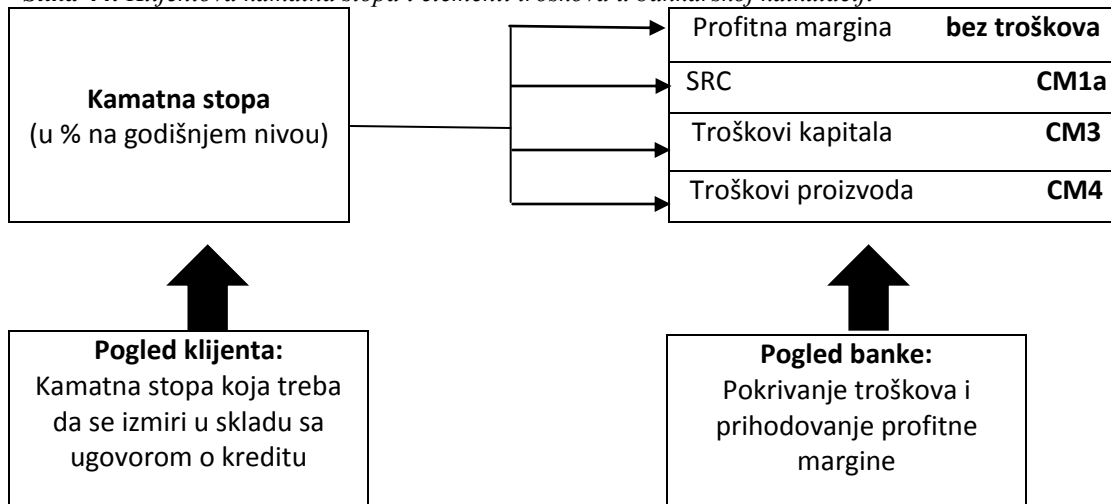 Profitna margina bez troškova
SRC CM1a
Kamatna stopa
(u % na godišnjem nivou)
Troškovi kapitala CM3
Troškovi proizvoda CM4
Pogled klijenta:
Kamatna stopa koja treba
da se izmiri u skladu sa
ugovorom o kreditu
Pogled banke:
Pokrivanje troškova i
prihodovanje profitne
margine